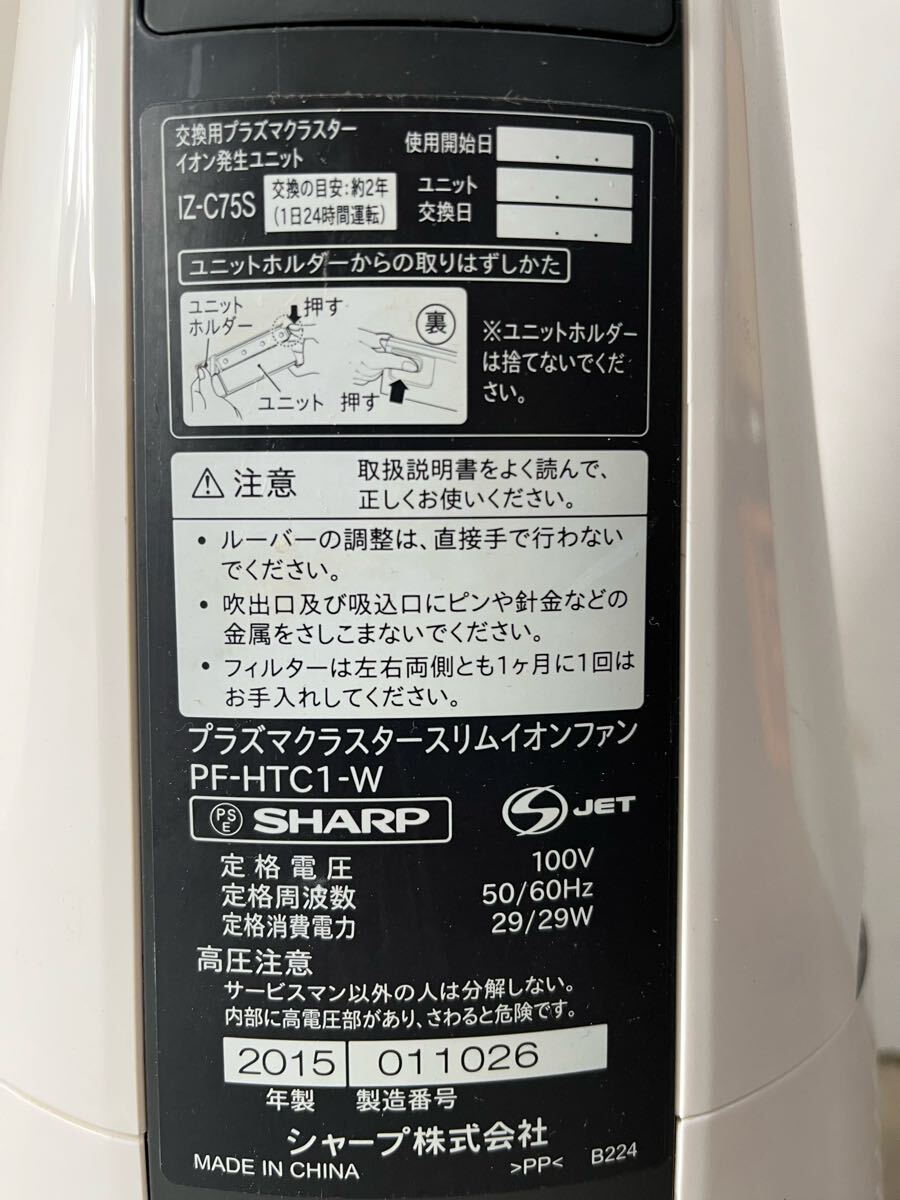 交換用プラズマクラスター
イオン発生ユニット
IZ-C75S
交換の目安:約2年
(1日24時間運転)
使用開始日 . .
ユニット
交換日
. .
. .
ユニットホルダーからの取りはずしかた
ユニット
ホルダー
押す
ユニット
裏
押す
※ユニットホルダー
は捨てないでくだ
さい。
注意
取扱説明書をよく読んで、
正しくお使いください。
• ルーバーの調整は、直接手で行わない
でください。
• 吹出口及び吸込口にピンや針金などの
金属をさしこまないでください。
• フィルターは左右両側とも1ヶ月に1回は
お手入れしてください。
プラズマクラスタースリムイオンファン
PF-HTC1-W
PS
E
SHARP
S JET
定格電圧 100V
定格周波数 50/60Hz
定格消費電力 29/29W
高圧注意
サービスマン以外の人は分解しない。
内部に高電圧部があり、さわると危険です。
2015 011026
年製 製造番号
シャープ株式会社
MADE IN CHINA >PP< B224